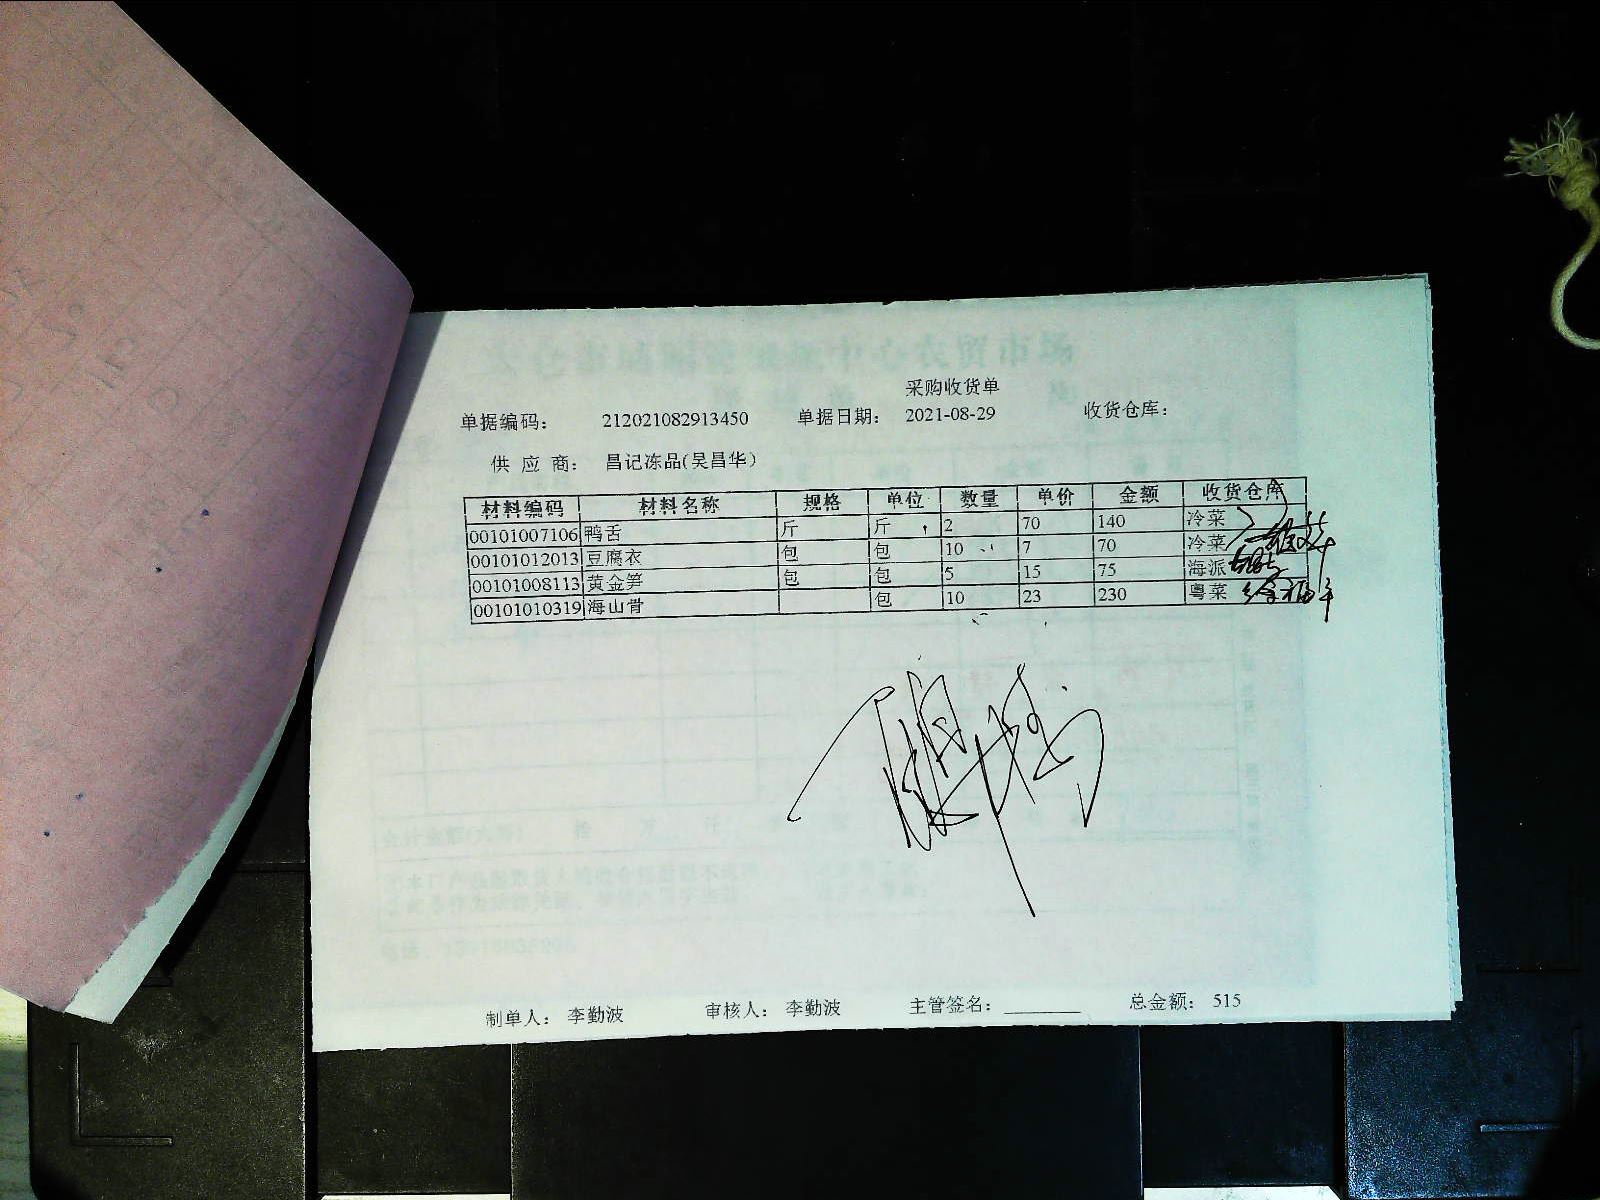 采购收货单
单据编码： 212021082913450 单据日期： 2021-08-29 收货仓库：
供 应 商： 昌记冻品(吴昌华)
材料编码 材料名称 规格 单位 数量 单价 金额 收货仓库
00101007106 鸭舌 斤 斤 2 70 140 冷菜
00101012013 豆腐衣 包 包 10 7 70 冷菜
00101008113 黄金笋 包 包 5 15 75 海派
00101010319 海山骨 包 10 23 230 粤菜
制单人： 李勤波 审核人： 李勤波 主管签名： 总金额： 515